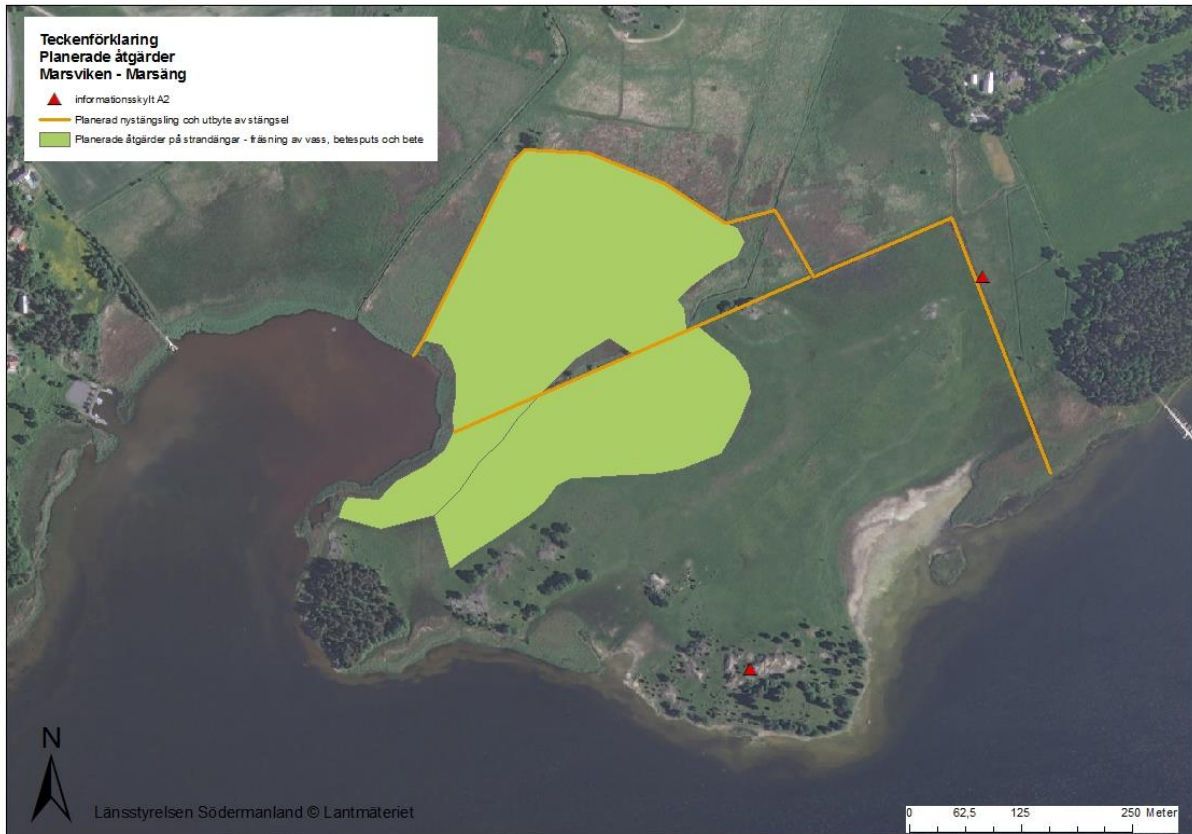 Teckenförklaring
Planerade åtgärder
Marsviken - Marsäng
informationsskylt A2
Planerad nystängsling och utbyte av stängsel
Planerade åtgärder på strandängar - fräsning av vass, betesputs och bete
N
Länsstyrelsen Södermanland © Lantmäteriet
0 62,5 125 250 Meter